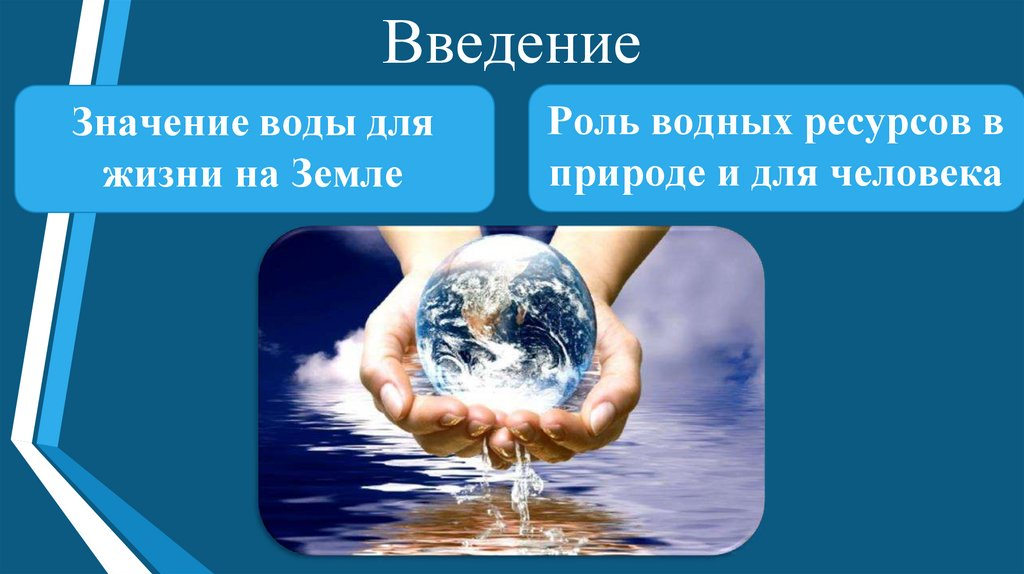 Введение
Значение воды для
жизни на Земле
Роль водных ресурсов в
природе и для человека